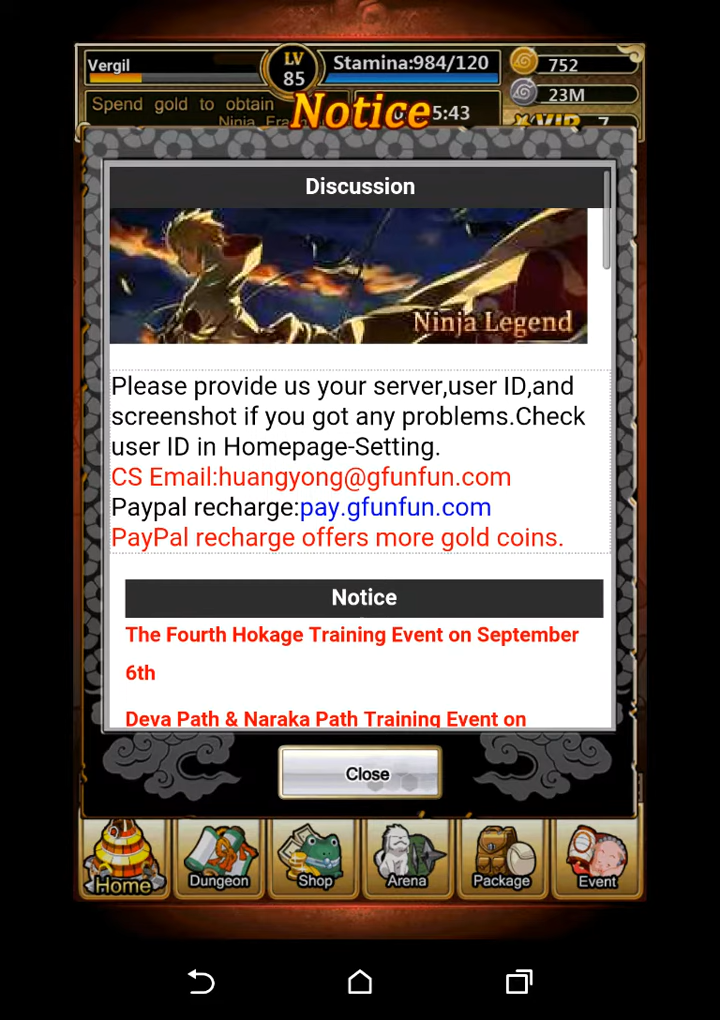 Vergil
LV
85
Stamina:984/120
752
23M
Spend gold to obtain
Ninja
5:43
VIP 7
Notice
Discussion
Ninja Legend
Please provide us your server,user ID,and
screenshot if you got any problems.Check
user ID in Homepage-Setting.
CS Email:huangyong@gfunfun.com
Paypal recharge:pay.gfunfun.com
PayPal recharge offers more gold coins.
Notice
The Fourth Hokage Training Event on September
6th
Deva Path & Naraka Path Training Event on
Close
Home
Dungeon
Shop
Arena
Package
Event